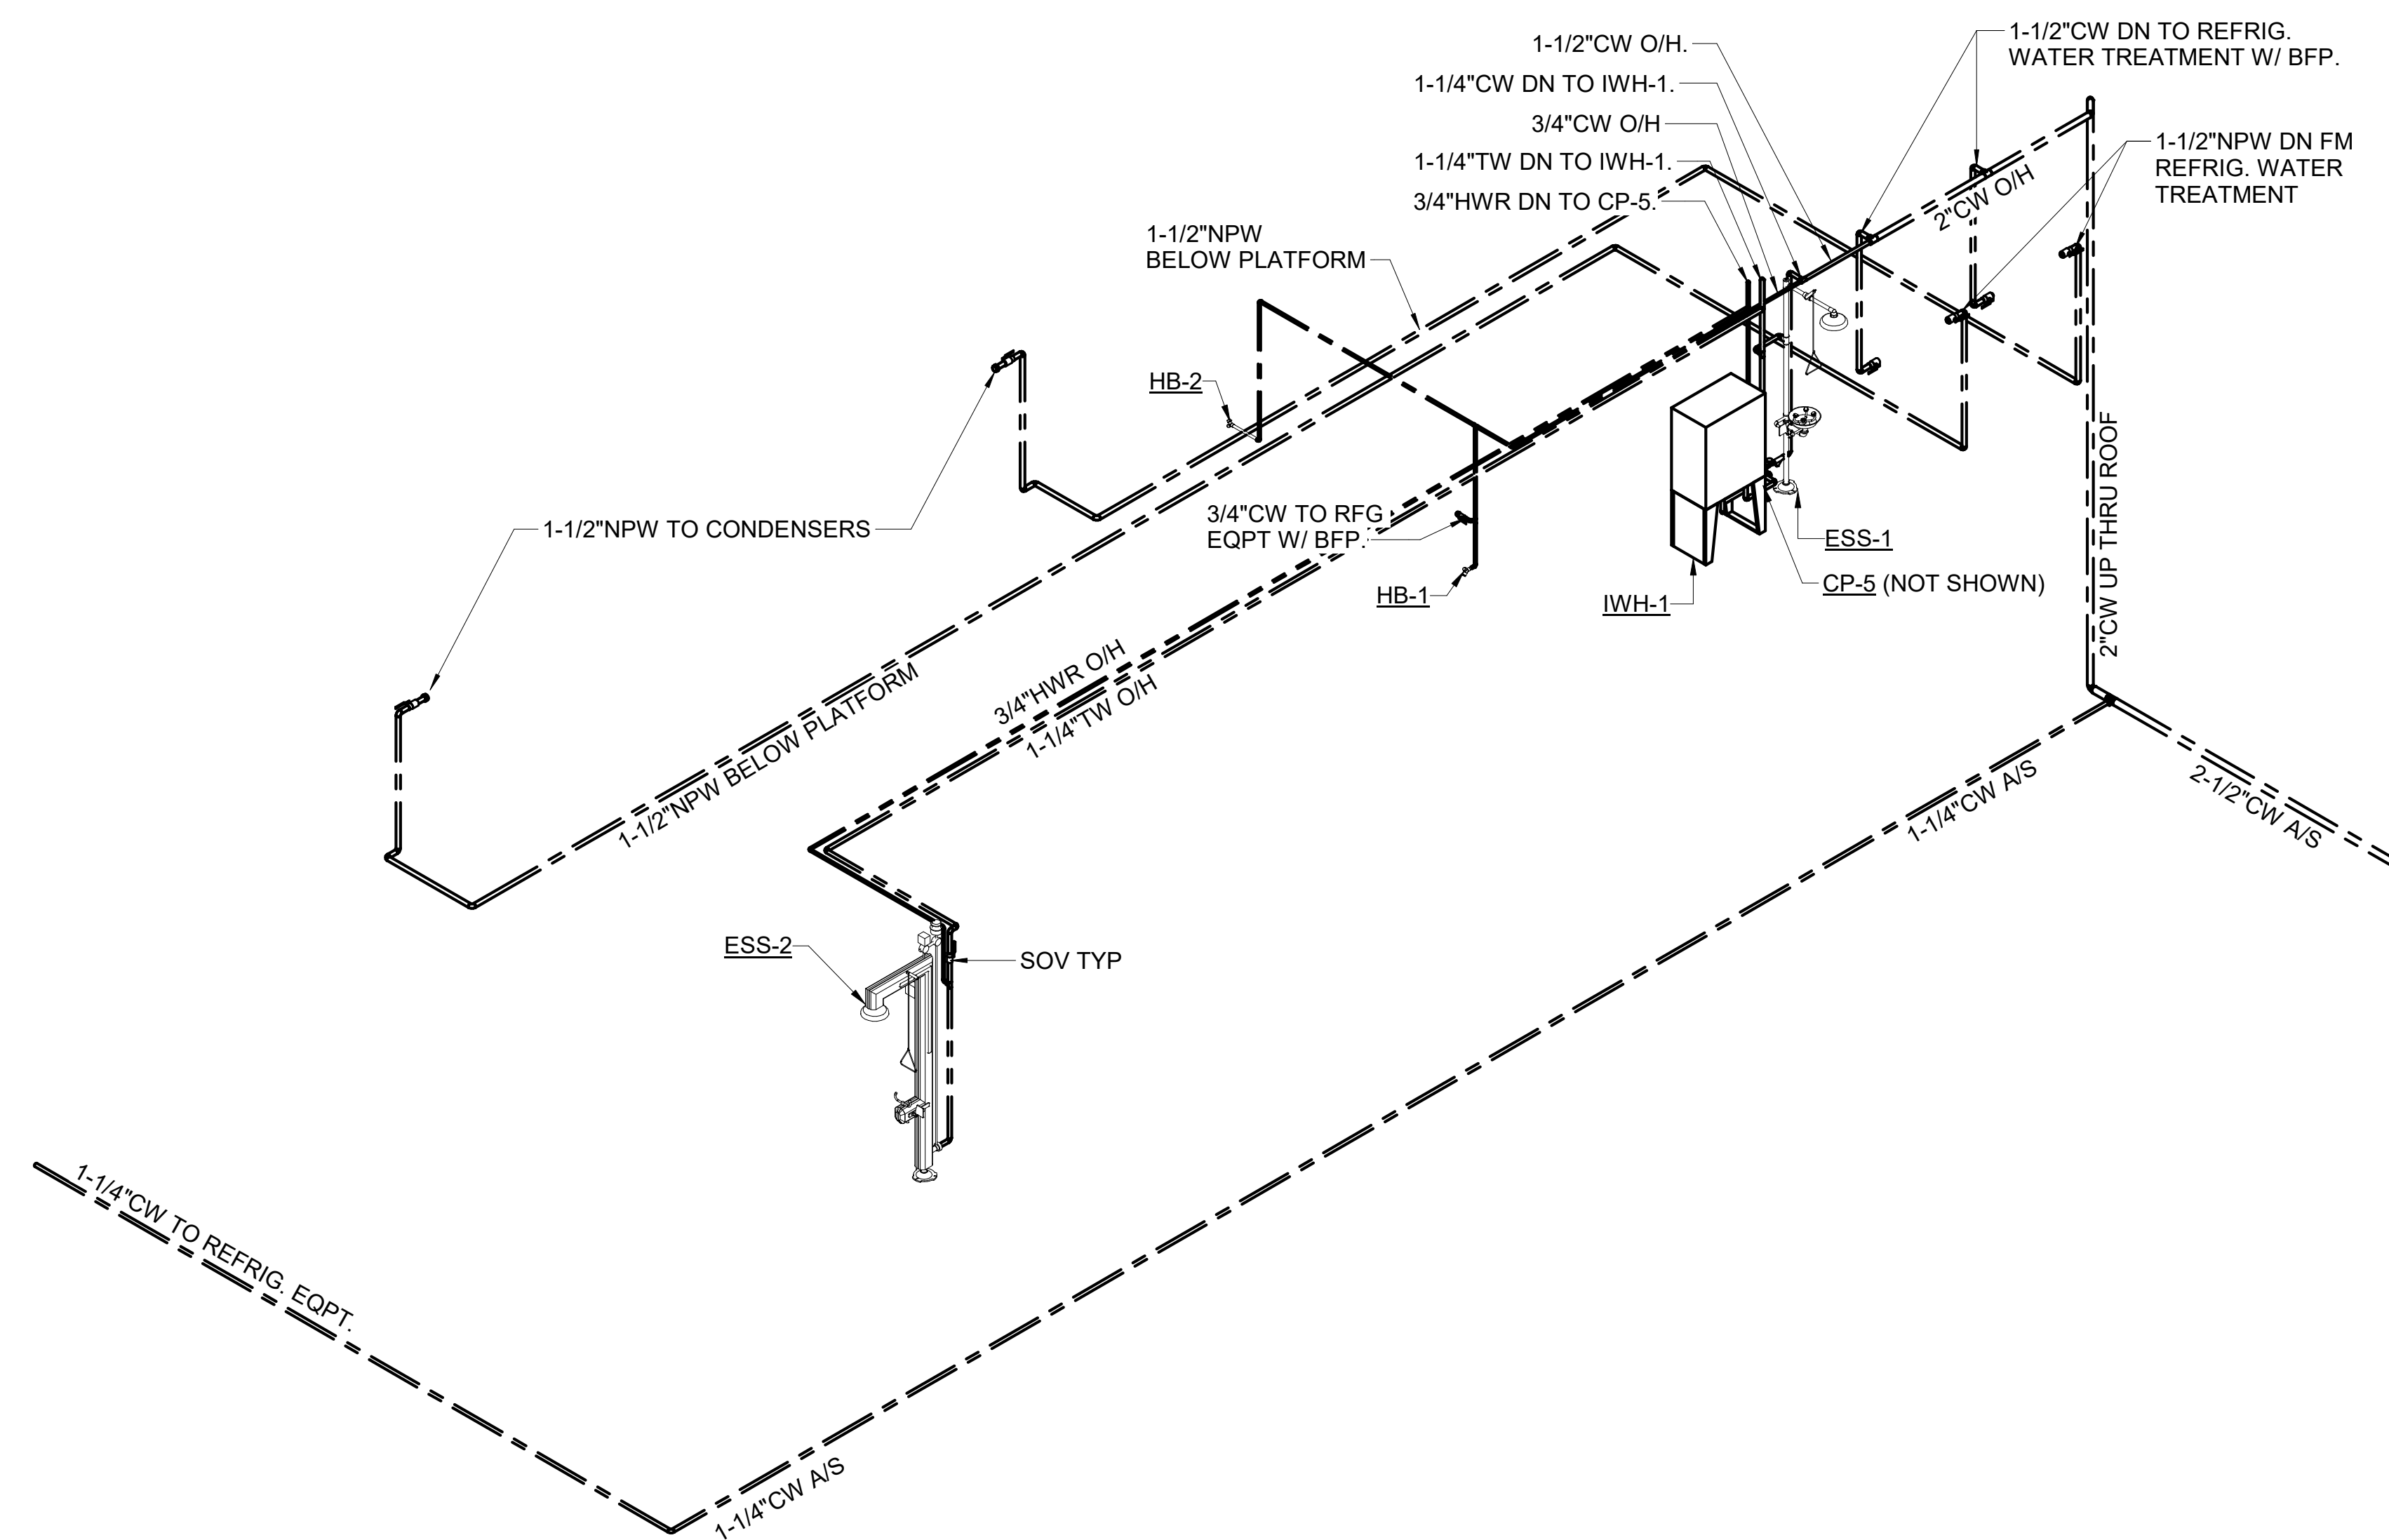 1-1/2"CW O/H.
1-1/4"CW DN TO IWH-1.
3/4"CW O/H
1-1/4"TW DN TO IWH-1.
3/4"HWR DN TO CP-5.
1-1/2"CW DN TO REFRIG.
WATER TREATMENT W/ BFP.
1-1/2"NPW DN FM
REFRIG. WATER
TREATMENT
2"CW O/H
1-1/2"NPW
BELOW PLATFORM
HB-2
1-1/2"NPW TO CONDENSERS
3/4"CW TO RFG
EQPT W/ BFP.
HB-1
IWH-1
ESS-1
CP-5 (NOT SHOWN)
2"CW UP THRU ROOF
3/4"HWR O/H
1-1/4"TW O/H
1-1/2"NPW BELOW PLATFORM
1-1/4"CW A/S
2-1/2"CW A/S
ESS-2
SOV TYP
1-1/4"CW TO REFRIG. EQPT.
1-1/4"CW A/S